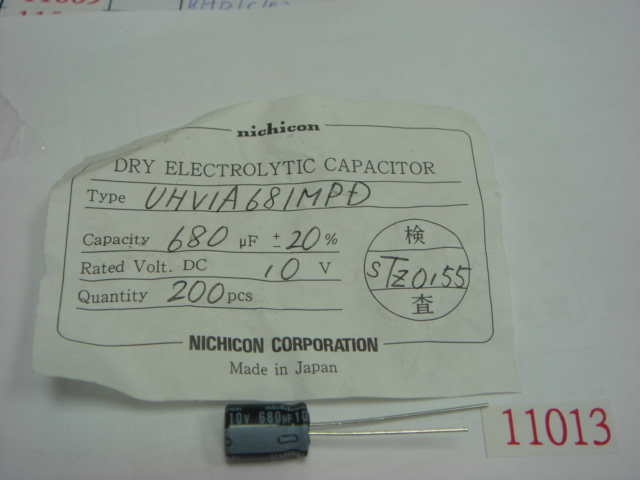 nichicon
DRY ELECTROLYTIC CAPACITOR
Type UHV1A681MPD
Capacity 680 µF ± 20 %
Rated Volt. DC 10 V
Quantity 200 pcs
検
STZ0155
査
NICHICON CORPORATION
Made in Japan
10V 680µF 10
11013